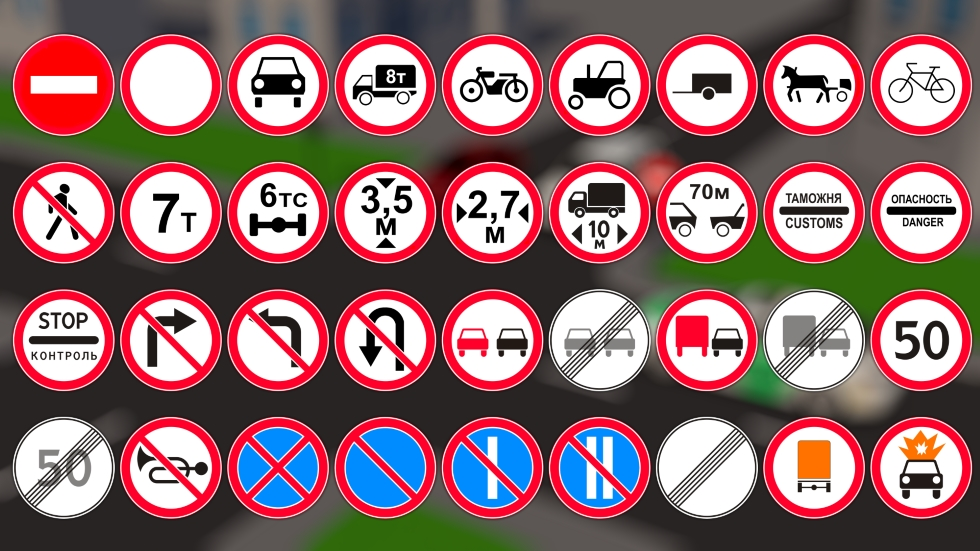 8т
7т
6тс
3,5
м
2,7
м
10
м
70м
ТАМОЖНЯ
CUSTOMS
ОПАСНОСТЬ
DANGER
STOP
КОНТРОЛЬ
50
50